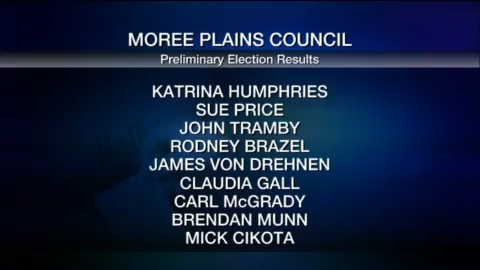 MOREE PLAINS COUNCIL
Preliminary Election Results
KATRINA HUMPHRIES
SUE PRICE
JOHN TRAMBY
RODNEY BRAZEL
JAMES VON DREHNEN
CLAUDIA GALL
CARL McGRADY
BRENDAN MUNN
MICK CIKOTA